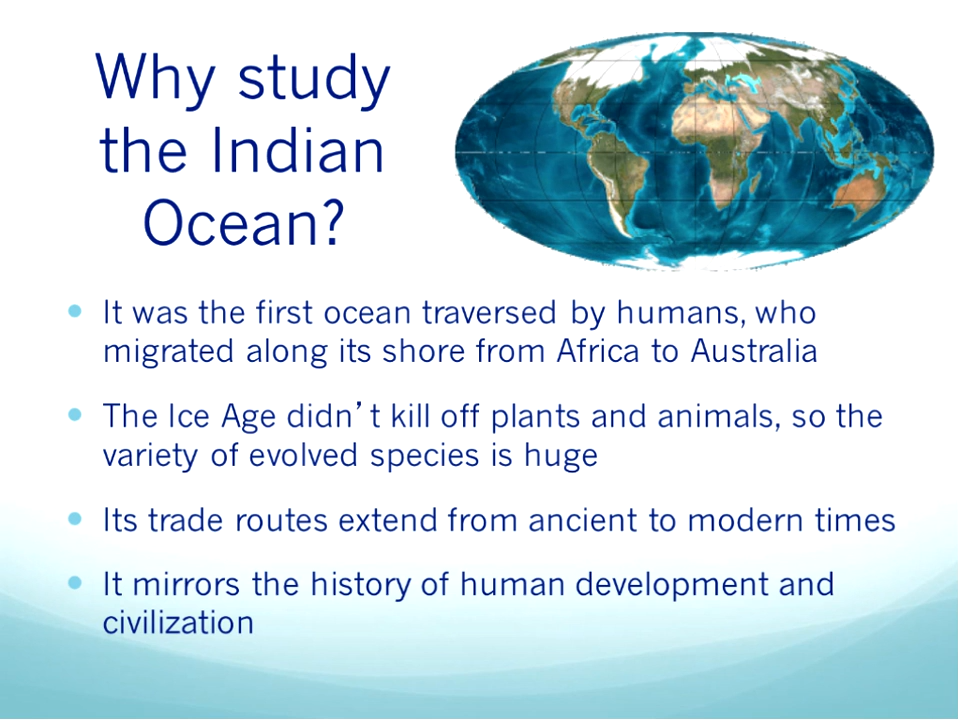 Why study
the Indian
Ocean?
• It was the first ocean traversed by humans, who
migrated along its shore from Africa to Australia
• The Ice Age didn’t kill off plants and animals, so the
variety of evolved species is huge
• Its trade routes extend from ancient to modern times
• It mirrors the history of human development and
civilization